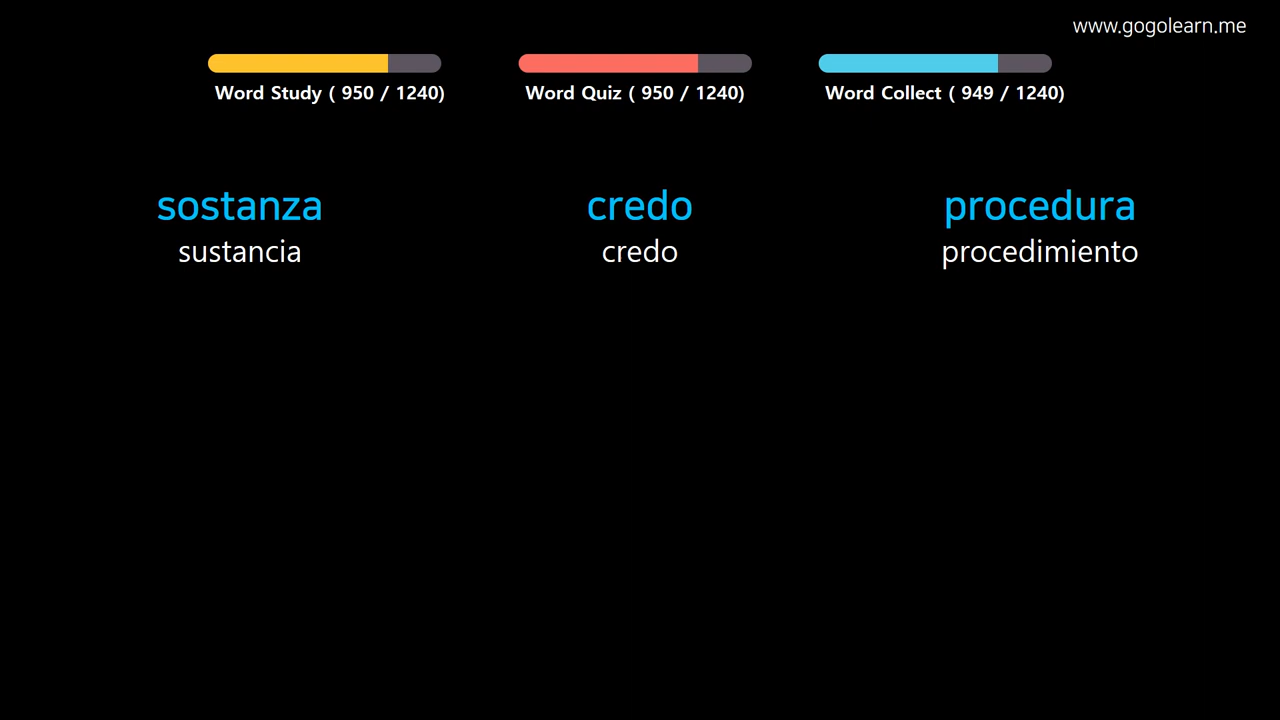 www.gogolearn.me
Word Study ( 950 / 1240)
Word Quiz ( 950 / 1240)
Word Collect ( 949 / 1240)
sostanza
sustancia
credo
credo
procedura
procedimiento